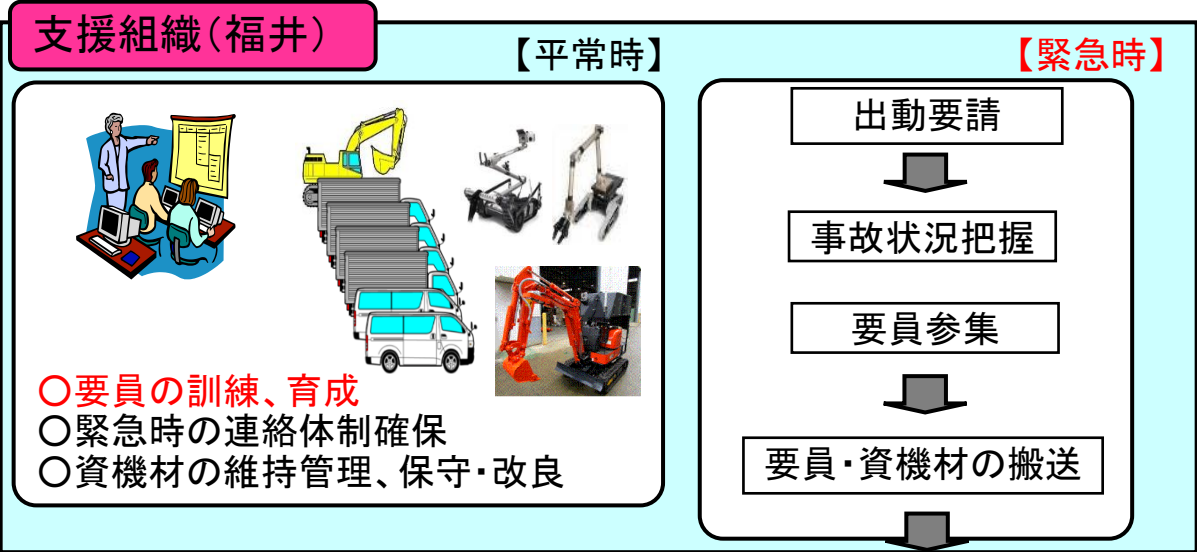 支援組織(福井)
【平常時】
【緊急時】
○要員の訓練、育成
○緊急時の連絡体制確保
○資機材の維持管理、保守・改良
出動要請
事故状況把握
要員参集
要員・資機材の搬送